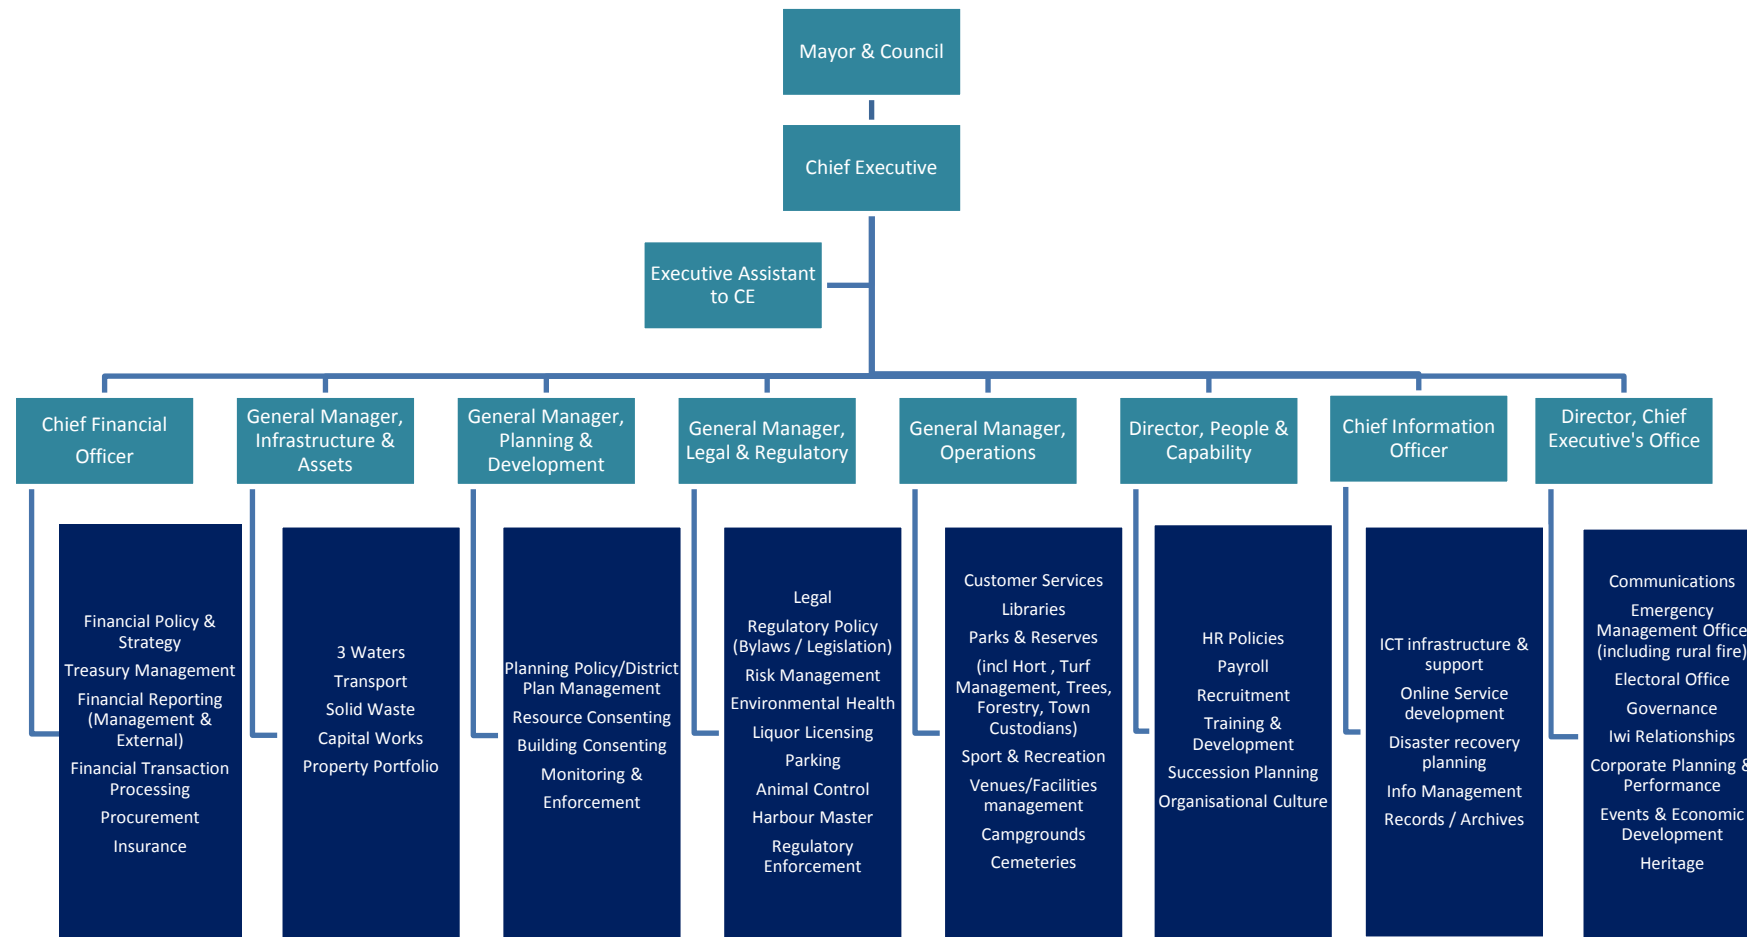 Mayor & Council
Chief Executive
Executive Assistant
to CE
Chief Financial
Officer
General Manager,
Infrastructure &
Assets
General Manager,
Planning &
Development
General Manager,
Legal & Regulatory
General Manager,
Operations
Director, People &
Capability
Chief Information
Officer
Director, Chief
Executive's Office
Financial Policy &
Strategy
Treasury Management
Financial Reporting
(Management &
External)
Financial Transaction
Processing
Procurement
Insurance
3 Waters
Transport
Solid Waste
Capital Works
Property Portfolio
Planning Policy/District
Plan Management
Resource Consenting
Building Consenting
Monitoring &
Enforcement
Legal
Regulatory Policy
(Bylaws / Legislation)
Risk Management
Environmental Health
Liquor Licensing
Parking
Animal Control
Harbour Master
Regulatory
Enforcement
Customer Services
Libraries
Parks & Reserves
(incl Hort , Turf
Management, Trees,
Forestry, Town
Custodians)
Sport & Recreation
Venues/Facilities
management
Campgrounds
Cemeteries
HR Policies
Payroll
Recruitment
Training &
Development
Succession Planning
Organisational Culture
ICT infrastructure &
support
Online Service
development
Disaster recovery
planning
Info Management
Records / Archives
Communications
Emergency
Management Office
(including rural fire)
Electoral Office
Governance
Iwi Relationships
Corporate Planning &
Performance
Events & Economic
Development
Heritage